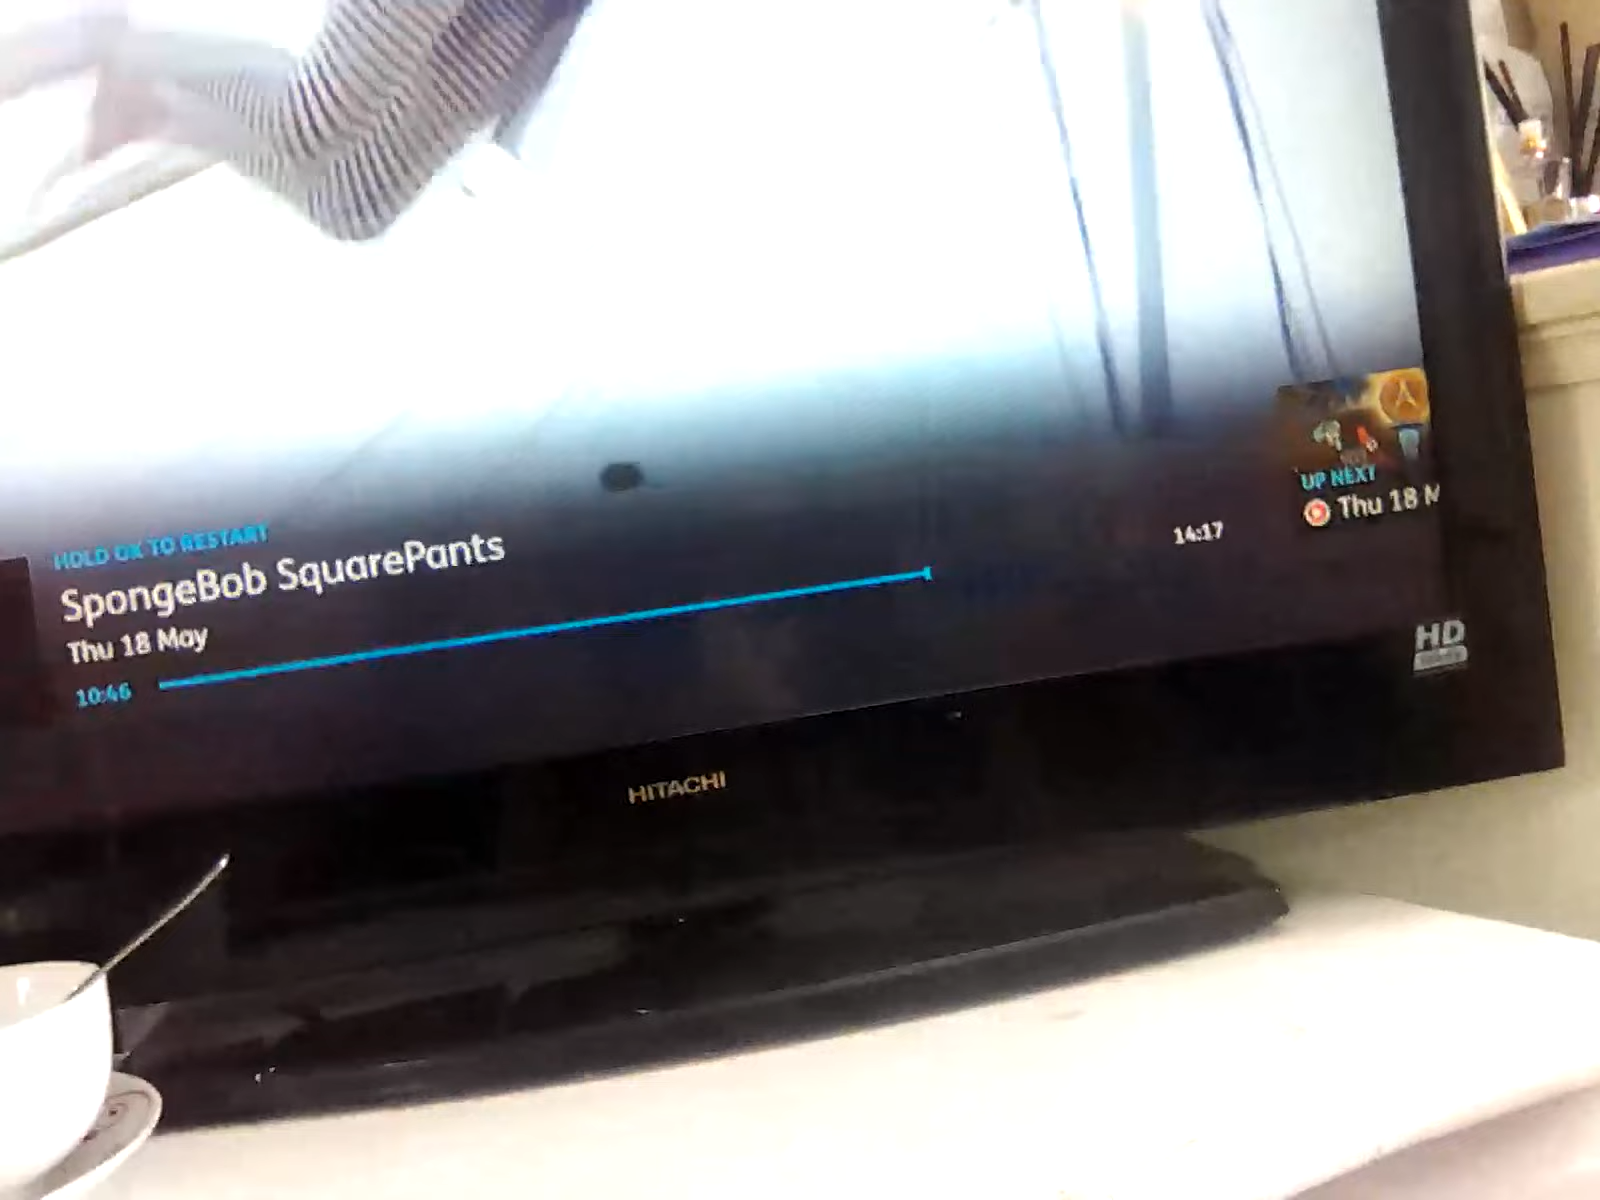 HOLD OK TO RESTART
SpongeBob SquarePants
Thu 18 May
10:46
14:17
UP NEXT
Thu 18 M
HD
HITACHI